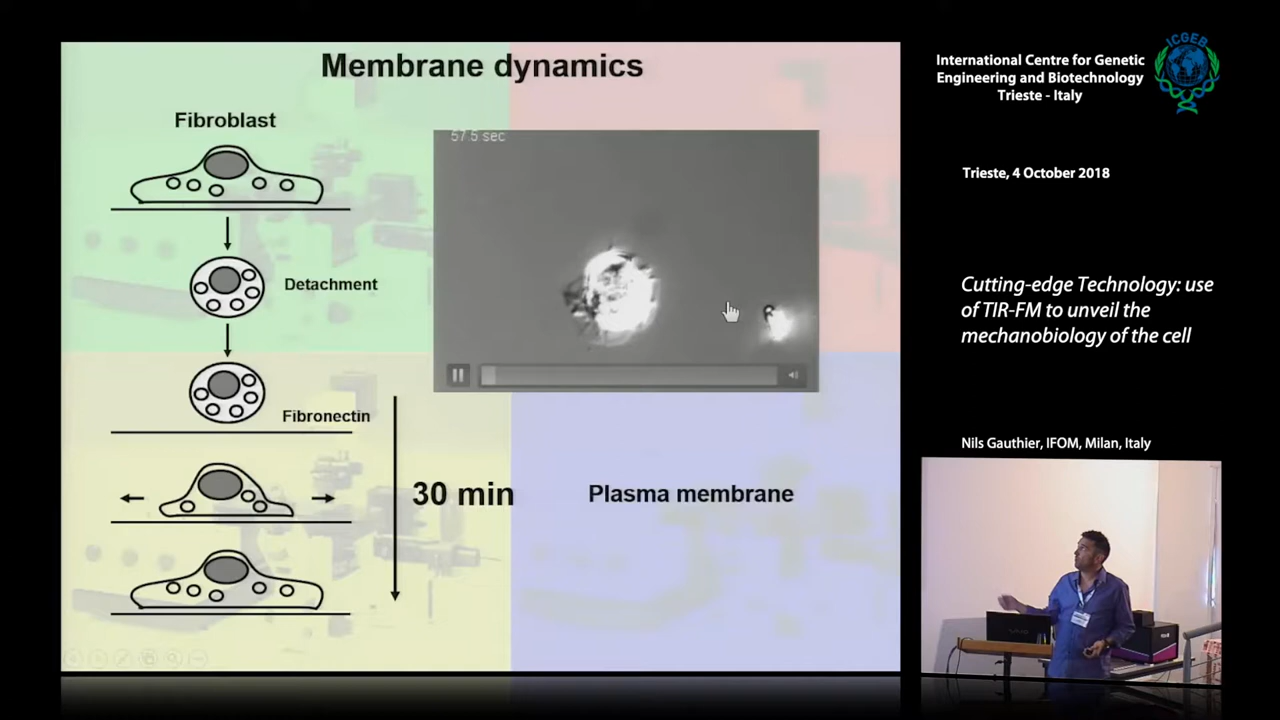 Membrane dynamics
Fibroblast
57.5 sec
Detachment
Fibronectin
30 min
Plasma membrane
ICGEB
International Centre for Genetic
Engineering and Biotechnology
Trieste - Italy
Trieste, 4 October 2018
Cutting-edge Technology: use
of TIR-FM to unveil the
mechanobiology of the cell
Nils Gauthier, IFOM, Milan, Italy